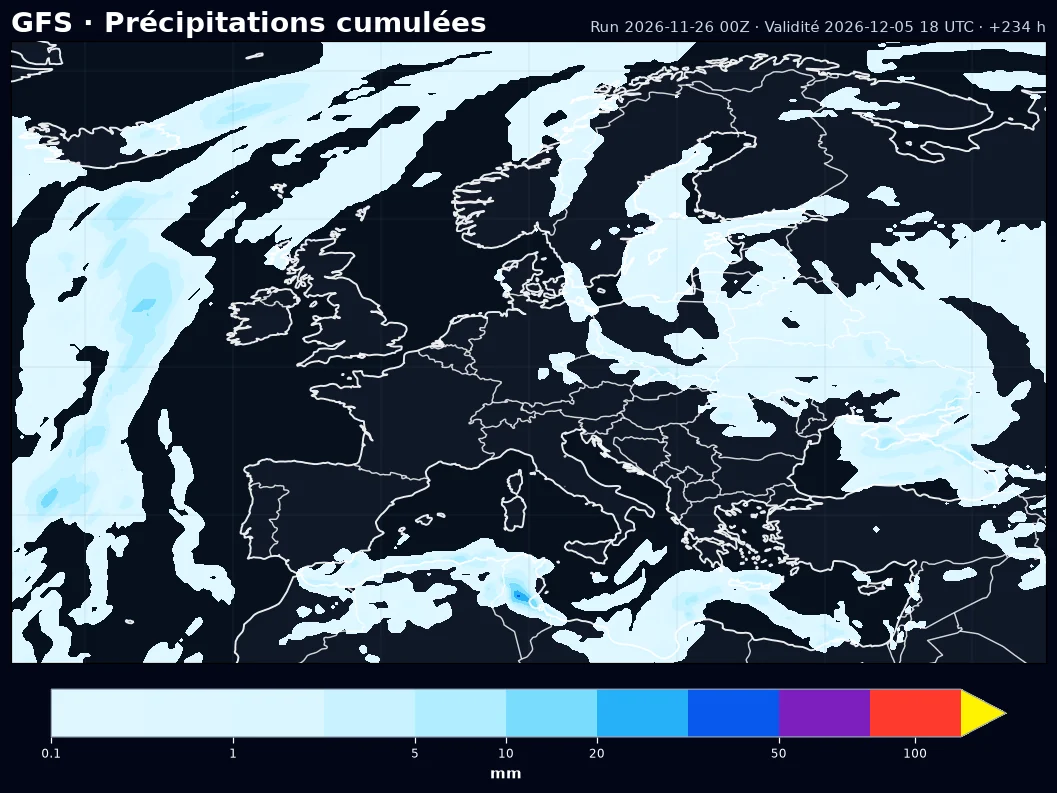 GFS · Précipitations cumulées
Run 2026-11-26 00Z · Validité 2026-12-05 18 UTC · +234 h
0.1 1 5 10 20 50 100
mm